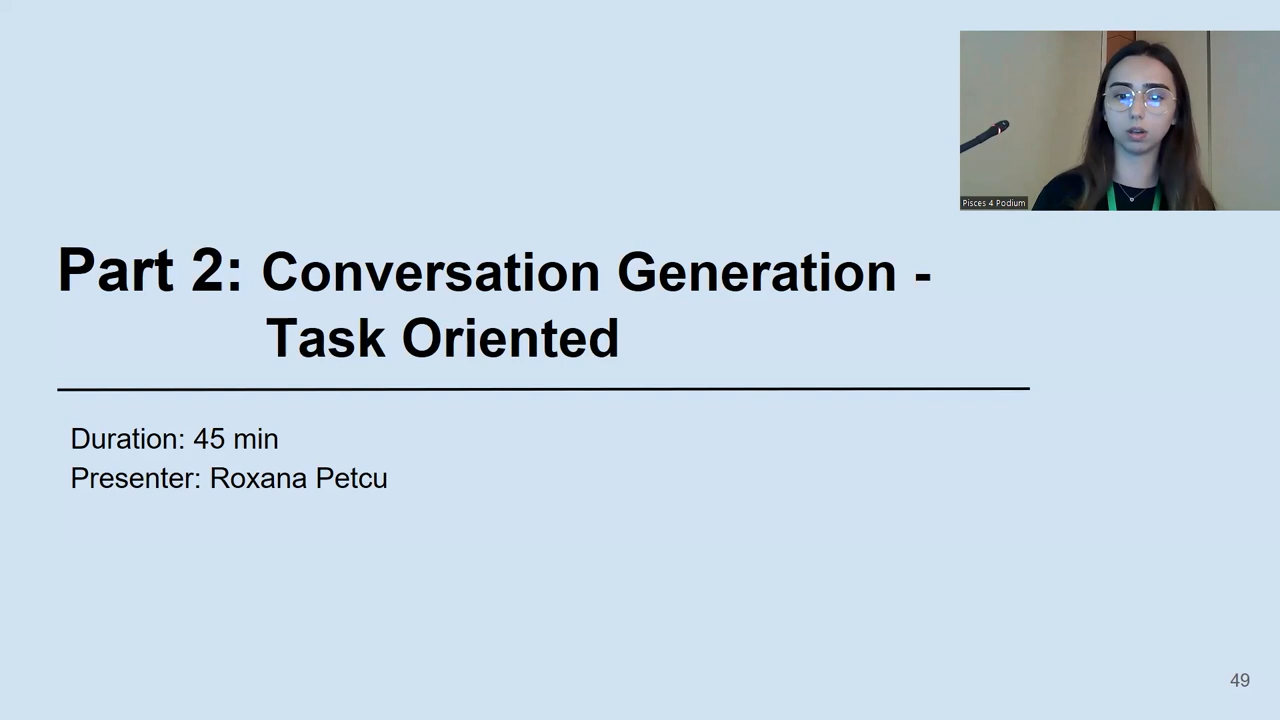 Pisces 4 Podium
Part 2: Conversation Generation -
Task Oriented
Duration: 45 min
Presenter: Roxana Petcu
49